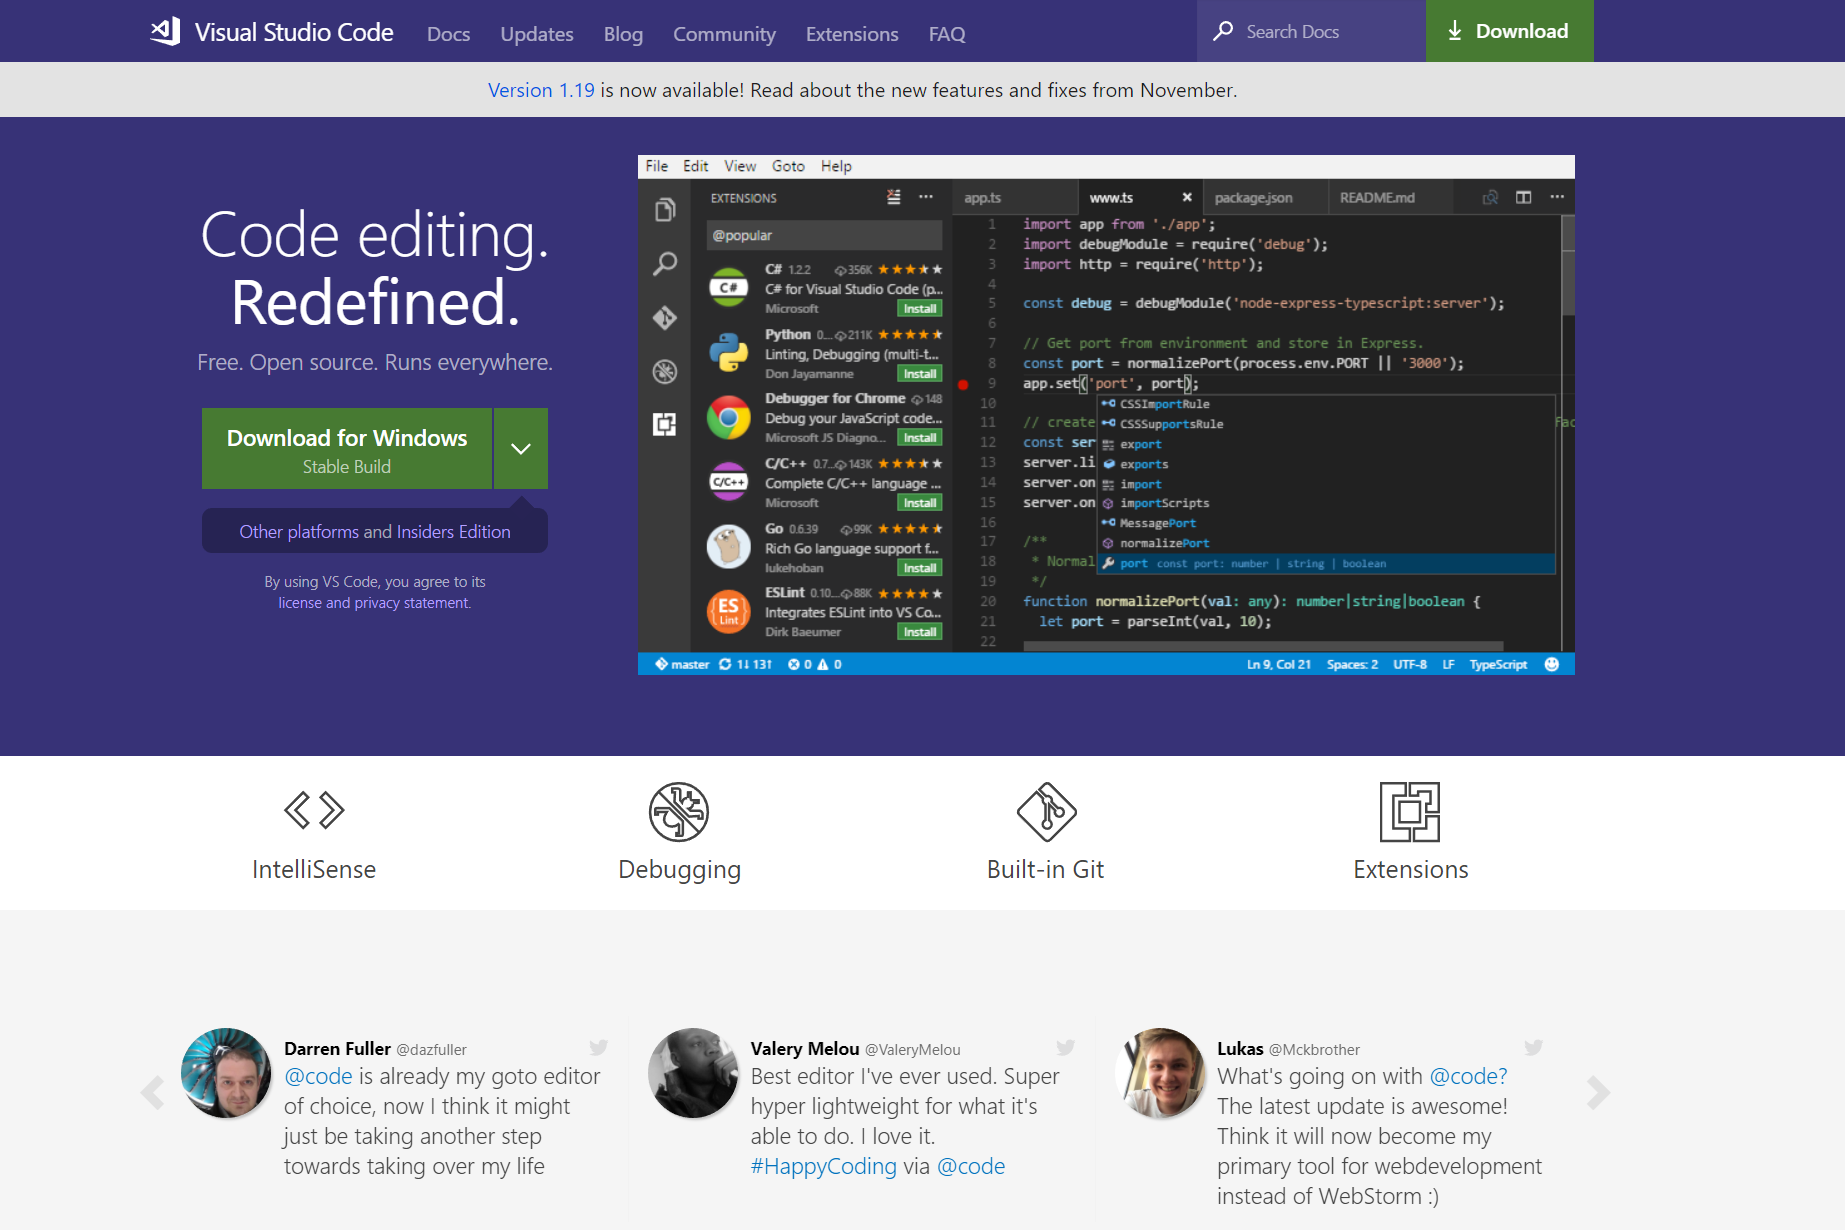 Visual Studio Code Docs Updates Blog Community Extensions FAQ Search Docs Download
Version 1.19 is now available! Read about the new features and fixes from November.
Code editing.
Redefined.
Free. Open source. Runs everywhere.
Download for Windows
Stable Build
Other platforms and Insiders Edition
By using VS Code, you agree to its
license and privacy statement.
File Edit View Goto Help
EXTENSIONS
@popular
C# 1.2.2 356K
C# for Visual Studio Code (p...
Microsoft Install
Python 0... 211K
Linting, Debugging (multi-t...
Don Jayamanne Install
Debugger for Chrome 148
Debug your JavaScript code...
Microsoft JS Diagno... Install
C/C++ 0.7... 143K
Complete C/C++ language ...
Microsoft Install
Go 0.6.39 99K
Rich Go language support f...
lukehoban Install
ESLint 0.10... 88K
Integrates ESLint into VS Co...
Dirk Baeumer Install
C#
C/C++
ES
Lint
app.ts www.ts package.json README.md
1 import app from './app';
2 import debugModule = require('debug');
3 import http = require('http');
4
5 const debug = debugModule('node-express-typescript:server');
6
7 // Get port from environment and store in Express.
8 const port = normalizePort(process.env.PORT || '3000');
9 app.set('port', port);
10
11 // create fac
12 const ser
13 server.li
14 server.on
15 server.on
16
17 /**
18 * Normal
19 */
20 function normalizePort(val: any): number|string|boolean {
21 let port = parseInt(val, 10);
22
CSSImportRule
CSSSupportsRule
export
exports
import
importScripts
MessagePort
normalizePort
port const port: number | string | boolean
master 1↓ 13↑ 0 0 Ln 9, Col 21 Spaces: 2 UTF-8 LF TypeScript
IntelliSense
Debugging
Built-in Git
Extensions
Darren Fuller @dazfuller
@code is already my goto editor
of choice, now I think it might
just be taking another step
towards taking over my life
Valery Melou @ValeryMelou
Best editor I've ever used. Super
hyper lightweight for what it's
able to do. I love it.
#HappyCoding via @code
Lukas @Mckbrother
What's going on with @code?
The latest update is awesome!
Think it will now become my
primary tool for webdevelopment
instead of WebStorm :)